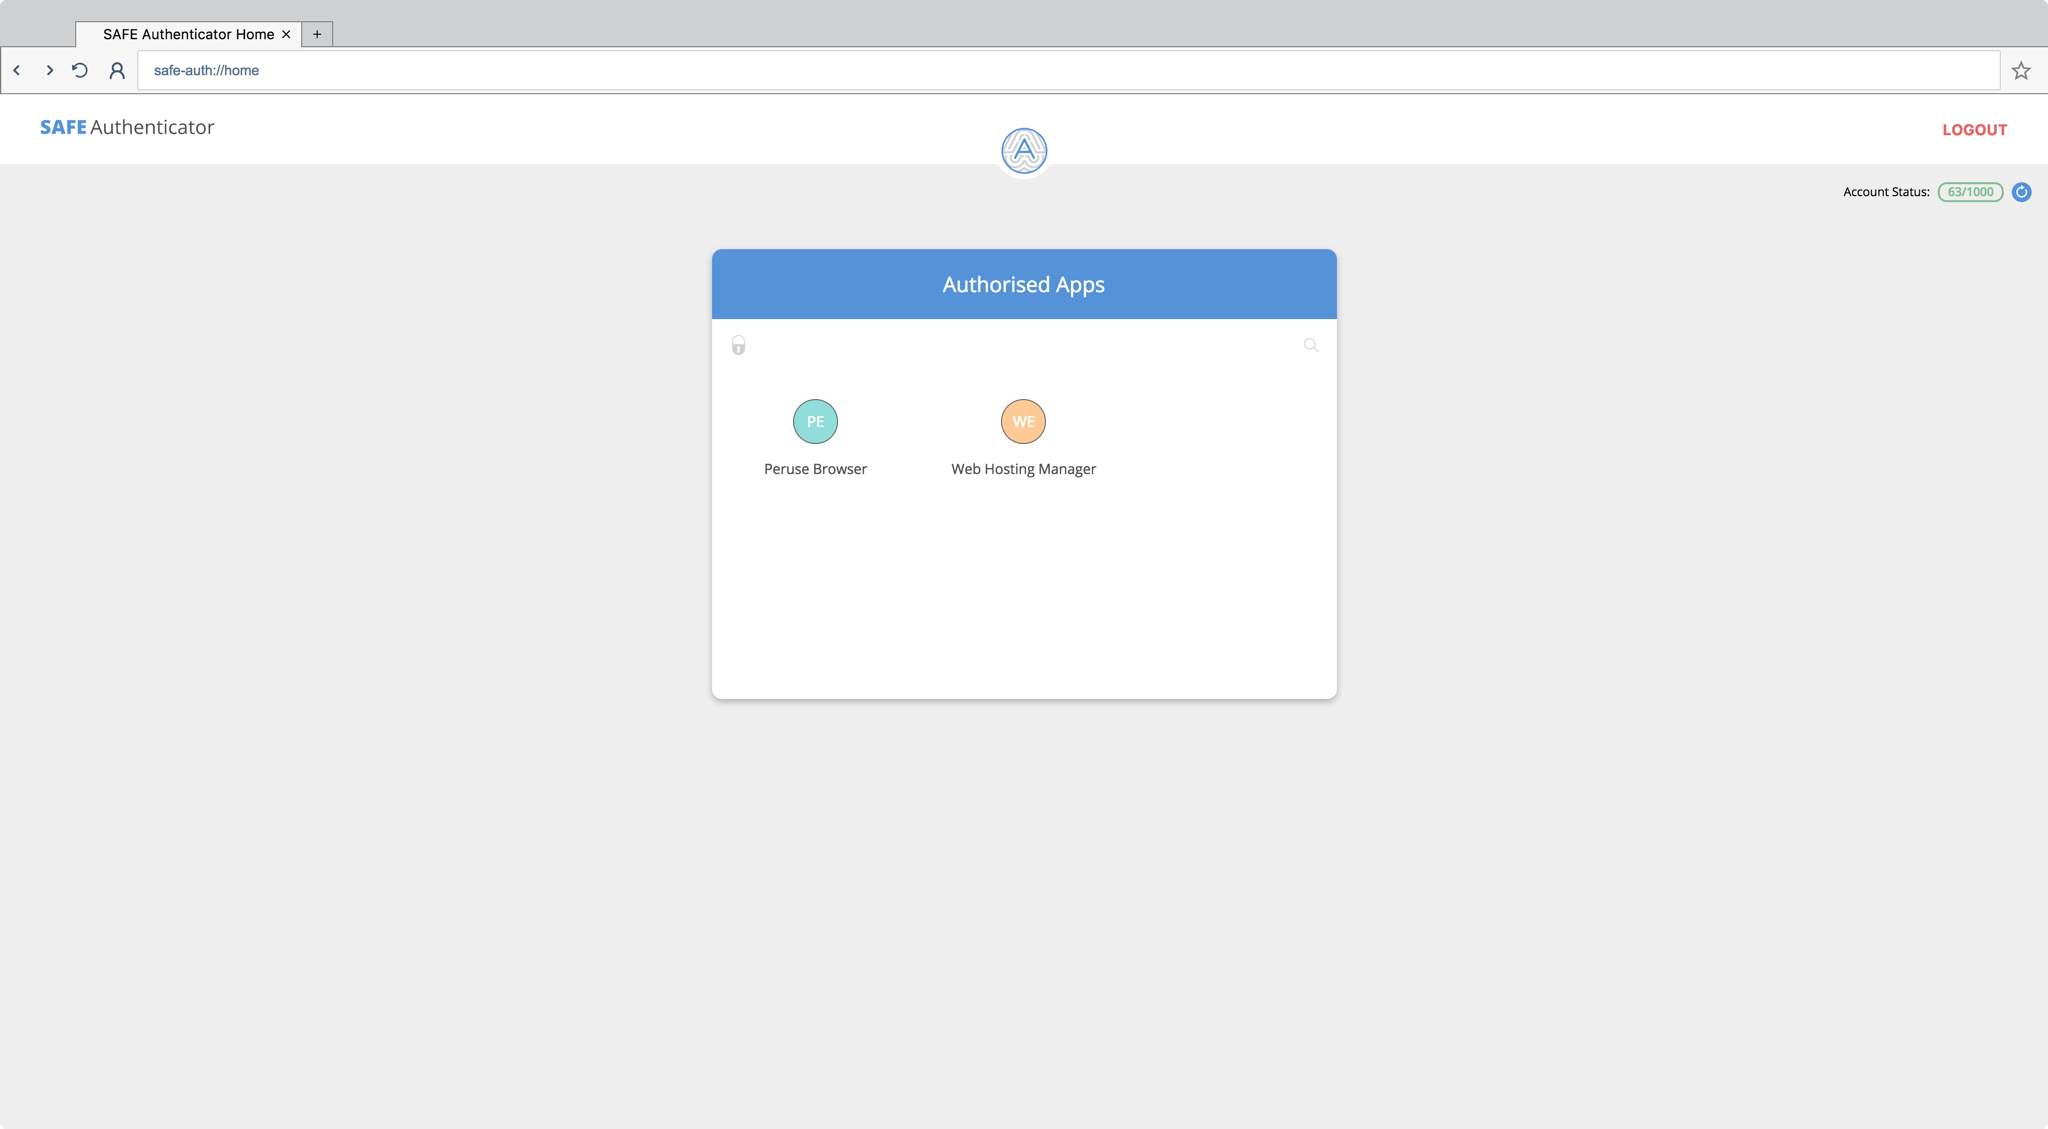 SAFE Authenticator Home
safe-auth://home
SAFE Authenticator
A
LOGOUT
Account Status: 63/1000
Authorised Apps
PE
WE
Peruse Browser
Web Hosting Manager